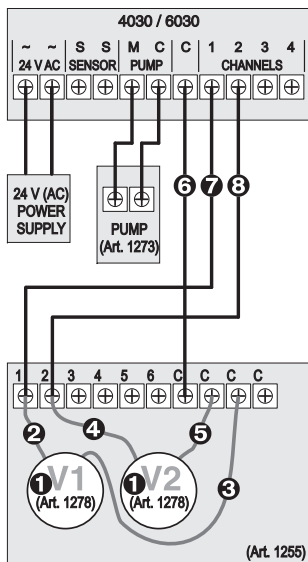 4030 / 6030
~ ~ S S M C C 1 2 3 4
24 V AC SENSOR PUMP CHANNELS
24 V (AC)
POWER
SUPPLY
PUMP
(Art. 1273)
6 7 8
1 2 3 4 5 6 C C C C
2 4 5
1 V1 1 V2 3
(Art. 1278) (Art. 1278)
(Art. 1255)